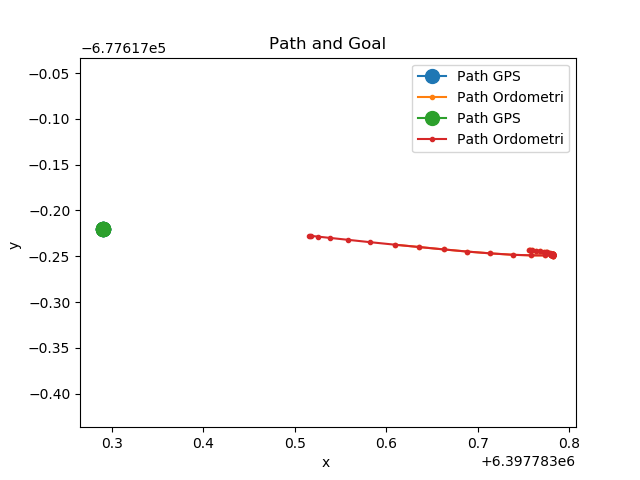 −6.77617e5
Path and Goal
Path GPS
Path Ordometri
Path GPS
Path Ordometri
y
−0.05
−0.10
−0.15
−0.20
−0.25
−0.30
−0.35
−0.40
0.3 0.4 0.5 0.6 0.7 0.8
x
+6.397783e6